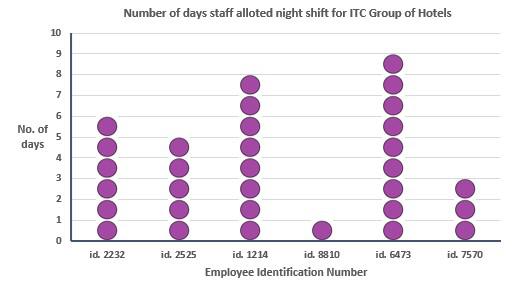 Number of days staff alloted night shift for ITC Group of Hotels
10
9
8
7
6
5
4
3
2
1
0
No. of
days
id. 2232 id. 2525 id. 1214 id. 8810 id. 6473 id. 7570
Employee Identification Number